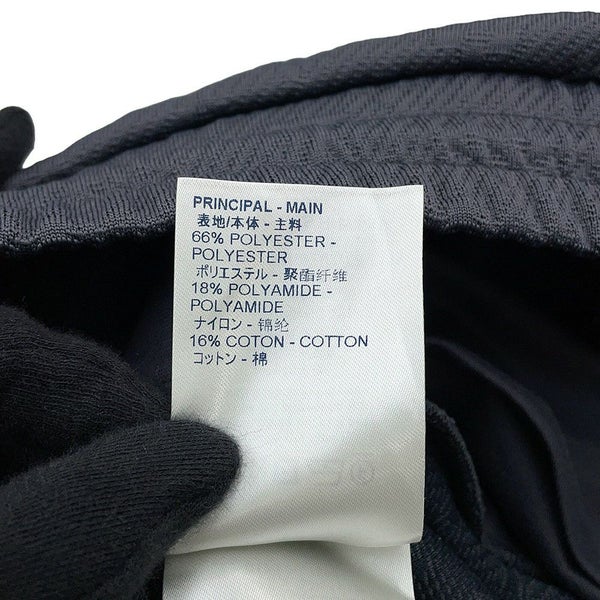 PRINCIPAL - MAIN
表地/本体 - 主料
66% POLYESTER -
POLYESTER
ポリエステル - 聚酯纤维
18% POLYAMIDE -
POLYAMIDE
ナイロン - 锦纶
16% COTON - COTTON
コットン - 棉